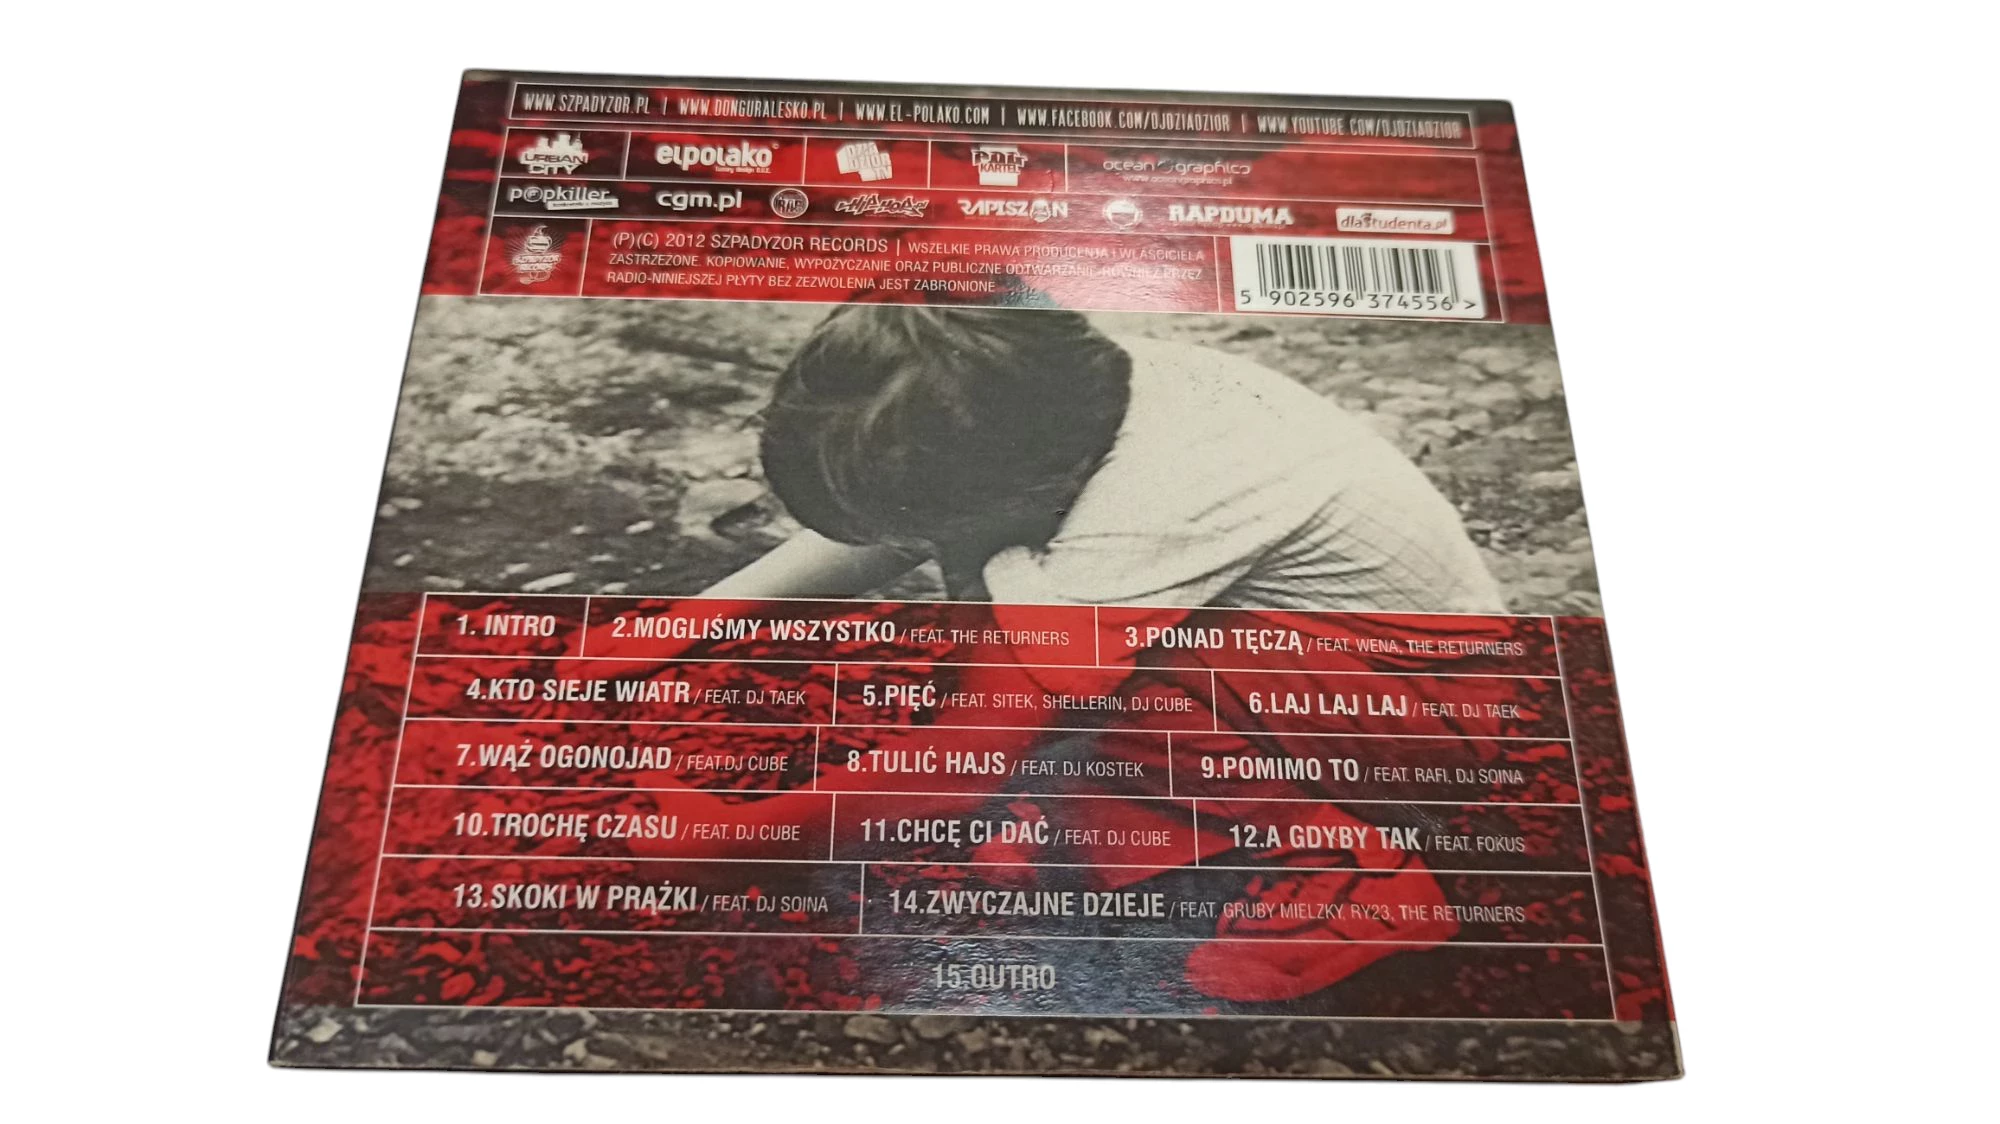 WWW.SZPADYZOR.PL | WWW.DONGURALESKO.PL | WWW.EL-POLAKO.COM | WWW.FACEBOOK.COM/DJDZIADZIOR | WWW.YOUTUBE.COM/DJDZIADZIOR
URBAN CITY elpolako PDG KARTEL oceanographics
popkiller cgm.pl RAPISZON RAPDUMA dlastudenta.pl
SZPADYZOR RECORDS
(P)(C) 2012 SZPADYZOR RECORDS | WSZELKIE PRAWA PRODUCENTA I WŁAŚCICIELA
ZASTRZEŻONE. KOPIOWANIE, WYPOŻYCZANIE ORAZ PUBLICZNE ODTWARZANIE-RÓWNIEŻ PRZEZ
RADIO-NINIEJSZEJ PŁYTY BEZ ZEZWOLENIA JEST ZABRONIONE
5 902596 374556 >
1. INTRO
2.MOGLIŚMY WSZYSTKO / FEAT. THE RETURNERS
3.PONAD TĘCZĄ / FEAT. WENA, THE RETURNERS
4.KTO SIEJE WIATR / FEAT. DJ TAEK
5.PIĘĆ / FEAT. SITEK, SHELLERIN, DJ CUBE
6.LAJ LAJ LAJ / FEAT. DJ TAEK
7.WĄŻ OGONOJAD / FEAT.DJ CUBE
8.TULIĆ HAJS / FEAT. DJ KOSTEK
9.POMIMO TO / FEAT. RAFI, DJ SOINA
10.TROCHĘ CZASU / FEAT. DJ CUBE
11.CHCĘ CI DAĆ / FEAT. DJ CUBE
12.A GDYBY TAK / FEAT. FOKUS
13.SKOKI W PRĄŻKI / FEAT. DJ SOINA
14.ZWYCZAJNE DZIEJE / FEAT. GRUBY MIELZKY, RY23, THE RETURNERS
15.OUTRO